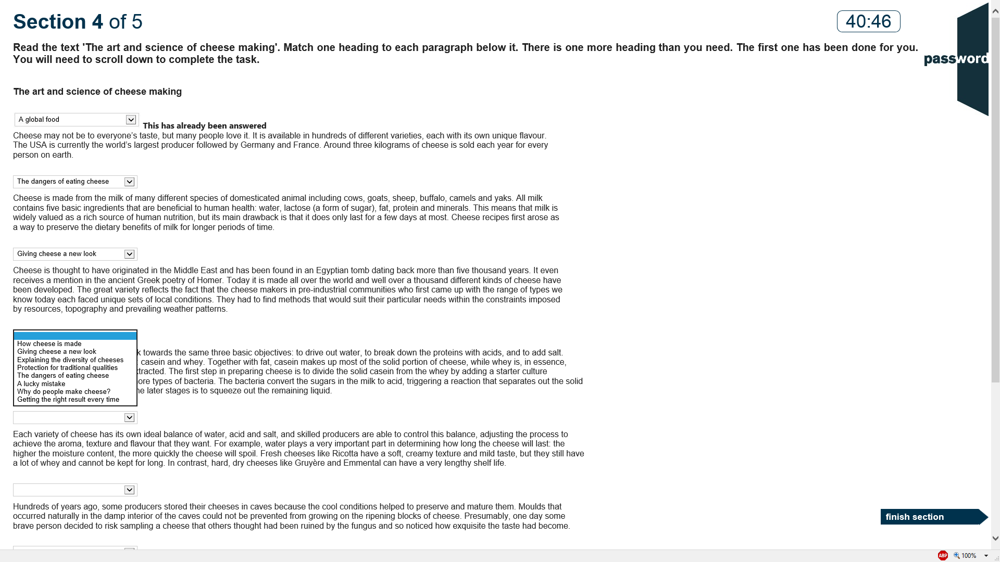 Section 4 of 5
40:46
Read the text 'The art and science of cheese making'. Match one heading to each paragraph below it. There is one more heading than you need. The first one has been done for you.
You will need to scroll down to complete the task.
password
The art and science of cheese making
A global food
This has already been answered
Cheese may not be to everyone's taste, but many people love it. It is available in hundreds of different varieties, each with its own unique flavour.
The USA is currently the world's largest producer followed by Germany and France. Around three kilograms of cheese is sold each year for every
person on earth.
The dangers of eating cheese
Cheese is made from the milk of many different species of domesticated animal including cows, goats, sheep, buffalo, camels and yaks. All milk
contains five basic ingredients that are beneficial to human health: water, lactose (a form of sugar), fat, protein and minerals. This means that milk is
widely valued as a rich source of human nutrition, but its main drawback is that it does only last for a few days at most. Cheese recipes first arose as
a way to preserve the dietary benefits of milk for longer periods of time.
Giving cheese a new look
Cheese is thought to have originated in the Middle East and has been found in an Egyptian tomb dating back more than five thousand years. It even
receives a mention in the ancient Greek poetry of Homer. Today it is made all over the world and well over a thousand different kinds of cheese have
been developed. The great variety reflects the fact that the cheese makers in pre-industrial communities who first came up with the range of types we
know today each faced unique sets of local conditions. They had to find methods that would suit their particular needs within the constraints imposed
by resources, topography and prevailing weather patterns.
How cheese is made
Giving cheese a new look
Explaining the diversity of cheeses
Protection for traditional qualities
The dangers of eating cheese
A lucky mistake
Why do people make cheese?
Getting the right result every time
towards the same three basic objectives: to drive out water, to break down the proteins with acids, and to add salt.
casein and whey. Together with fat, casein makes up most of the solid portion of cheese, while whey is, in essence,
The first step in preparing cheese is to divide the solid casein from the whey by adding a starter culture
types of bacteria. The bacteria convert the sugars in the milk to acid, triggering a reaction that separates out the solid
later stages is to squeeze out the remaining liquid.
Each variety of cheese has its own ideal balance of water, acid and salt, and skilled producers are able to control this balance, adjusting the process to
achieve the aroma, texture and flavour that they want. For example, water plays a very important part in determining how long the cheese will last: the
higher the moisture content, the more quickly the cheese will spoil. Fresh cheeses like Ricotta have a soft, creamy texture and mild taste, but they still have
a lot of whey and cannot be kept for long. In contrast, hard, dry cheeses like Gruyère and Emmental can have a very lengthy shelf life.
Hundreds of years ago, some producers stored their cheeses in caves because the cool conditions helped to preserve and mature them. Moulds that
occurred naturally in the damp interior of the caves could not be prevented from growing on the ripening blocks of cheese. Presumably, one day some
brave person decided to risk sampling a cheese that others thought had been ruined by the fungus and so noticed how exquisite the taste had become.
finish section
ABP
100%